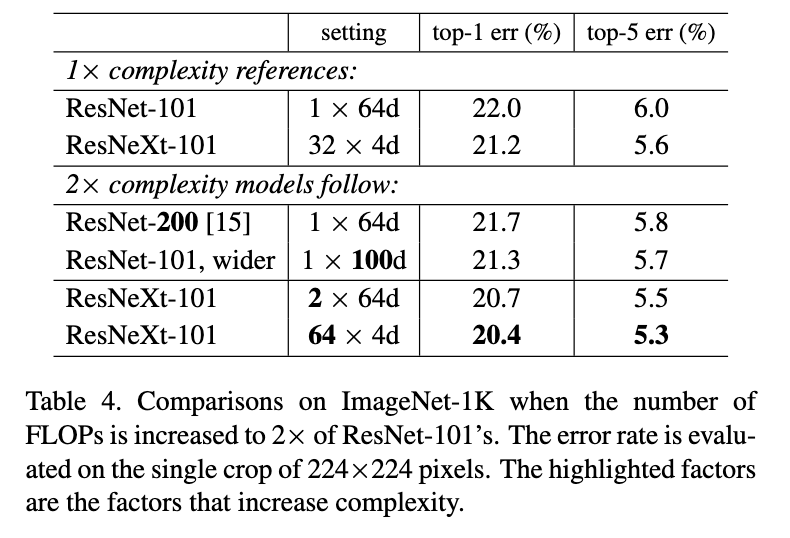 setting top-1 err (%) top-5 err (%)
1× complexity references:
ResNet-101 1 × 64d 22.0 6.0
ResNeXt-101 32 × 4d 21.2 5.6
2× complexity models follow:
ResNet-200 [15] 1 × 64d 21.7 5.8
ResNet-101, wider 1 × 100d 21.3 5.7
ResNeXt-101 2 × 64d 20.7 5.5
ResNeXt-101 64 × 4d 20.4 5.3
Table 4. Comparisons on ImageNet-1K when the number of
FLOPs is increased to 2× of ResNet-101's. The error rate is evalu-
ated on the single crop of 224×224 pixels. The highlighted factors
are the factors that increase complexity.